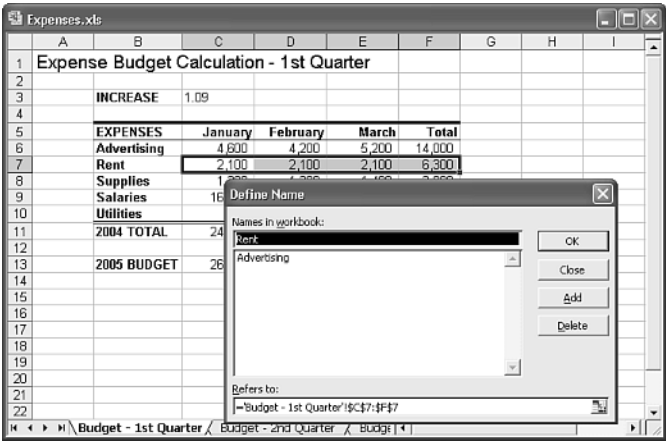 Expenses.xls
A B C D E F G H I
1 Expense Budget Calculation - 1st Quarter
2
3 INCREASE 1.09
4
5 EXPENSES January February March Total
6 Advertising 4,600 4,200 5,200 14,000
7 Rent 2,100 2,100 2,100 6,300
8 Supplies
9 Salaries 16
10 Utilities
11 2004 TOTAL 24
12
13 2005 BUDGET 26
14
15
16
17
18
19
20
21
22
Define Name
Names in workbook:
Rent
Advertising
OK
Close
Add
Delete
Refers to:
='Budget - 1st Quarter'!$C$7:$F$7
Budget - 1st Quarter Budget - 2nd Quarter Budge